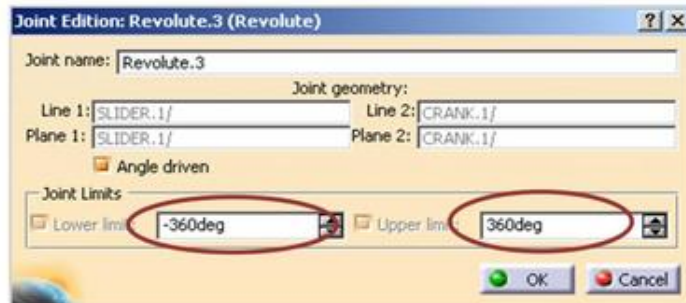 Joint Edition: Revolute.3 (Revolute)
Joint name: Revolute.3
Joint geometry:
Line 1: SLIDER.1/ Line 2: CRANK.1/
Plane 1: SLIDER.1/ Plane 2: CRANK.1/
Angle driven
Joint Limits
Lower limit: -360deg Upper limit: 360deg
OK Cancel